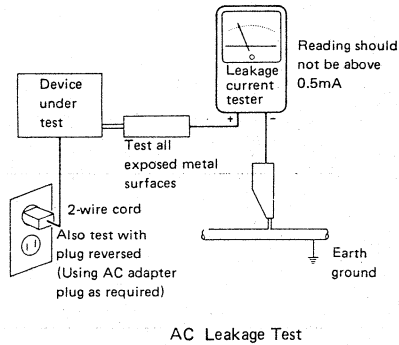 Device
under
test
Leakage
current
tester
+
−
Reading should
not be above
0.5mA
Test all
exposed metal
surfaces
2-wire cord
Also test with
plug reversed
(Using AC adapter
plug as required)
Earth
ground
AC Leakage Test